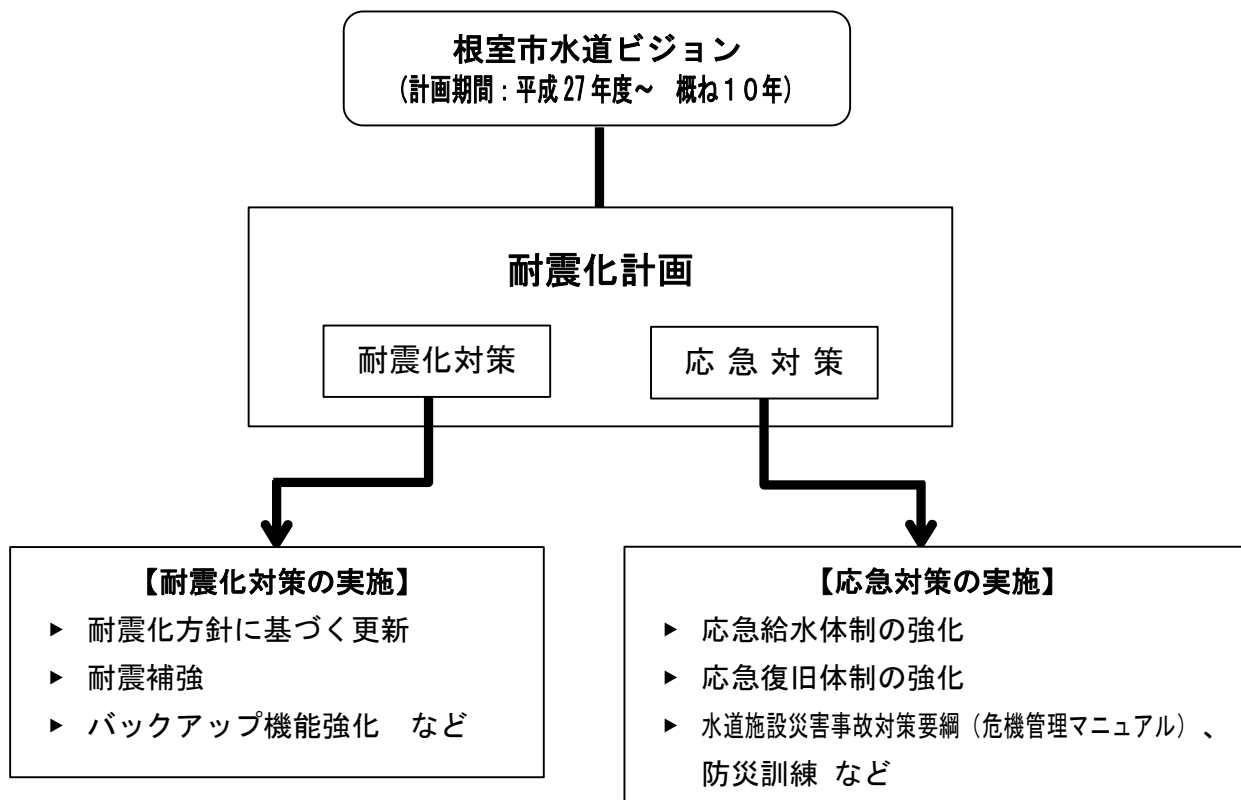 根室市水道ビジョン
(計画期間：平成27年度～　概ね１０年)
耐震化計画
耐震化対策
応 急 対 策
【耐震化対策の実施】
▶ 耐震化方針に基づく更新
▶ 耐震補強
▶ バックアップ機能強化　など
【応急対策の実施】
▶ 応急給水体制の強化
▶ 応急復旧体制の強化
▶ 水道施設災害事故対策要綱（危機管理マニュアル）、
防災訓練 など